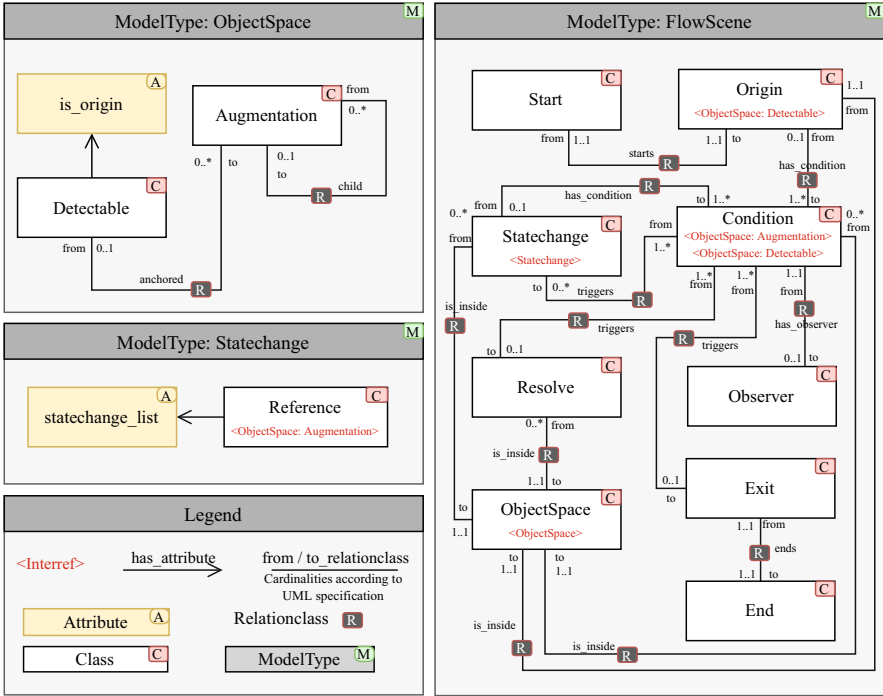 ModelType: ObjectSpace
M
is_origin
A
Augmentation
C
from
0..*
0..*
to
0..1
to
R
child
Detectable
C
from
0..1
anchored
R
ModelType: Statechange
M
statechange_list
A
Reference
C
<ObjectSpace: Augmentation>
Legend
<Interref>
has_attribute
from / to_relationclass
Cardinalities according to
UML specification
Attribute
A
Relationclass
R
Class
C
ModelType
M
ModelType: FlowScene
M
Start
C
from
1..1
starts
R
Origin
C
<ObjectSpace: Detectable>
1..1
from
1..1
to
0..1
from
has_condition
R
1..*
to
has_condition
R
from
0..1
to
1..*
0..*
from
Statechange
C
<Statechange>
to
0..*
triggers
R
from
1..*
Condition
C
<ObjectSpace: Augmentation>
<ObjectSpace: Detectable>
0..*
from
1..*
from
1..*
from
1..1
from
is_inside
R
R
triggers
R
triggers
R
has_observer
to
0..1
0..1
to
Resolve
C
0..*
from
is_inside
R
1..1
to
Observer
C
0..1
to
Exit
C
1..1
from
R
ends
1..1
to
End
C
to
1..1
ObjectSpace
C
<ObjectSpace>
to
1..1
to
1..1
is_inside
R
is_inside
R